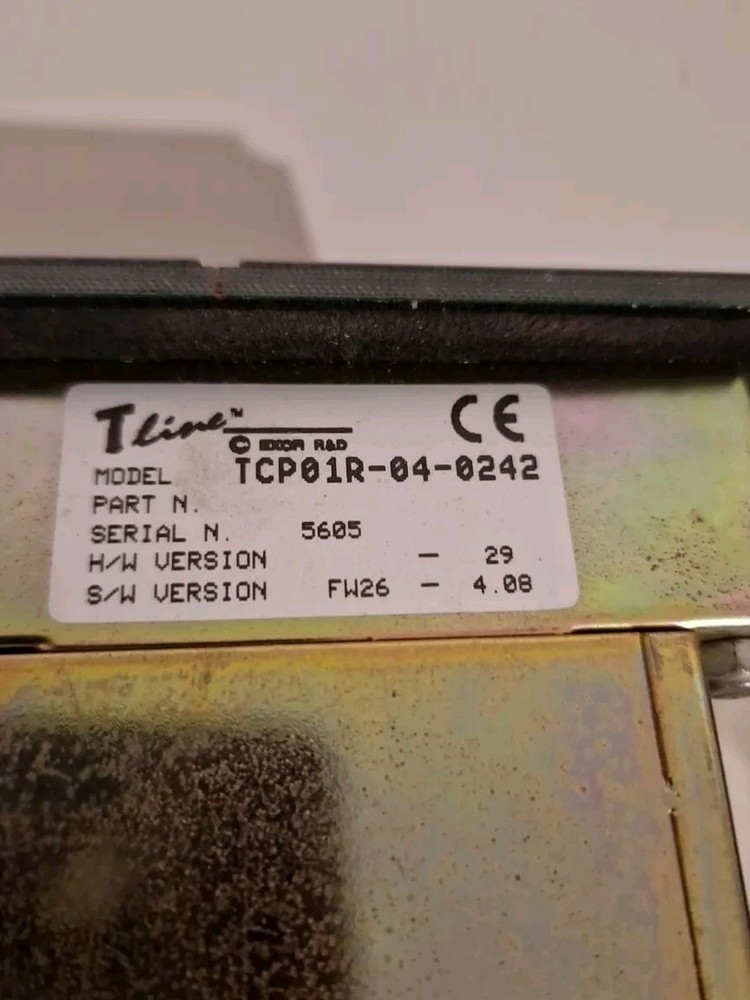 Tline™
CE
© EXOR R&D
MODEL TCP01R-04-0242
PART N.
SERIAL N. 5605
H/W VERSION - 29
S/W VERSION FW26 - 4.08